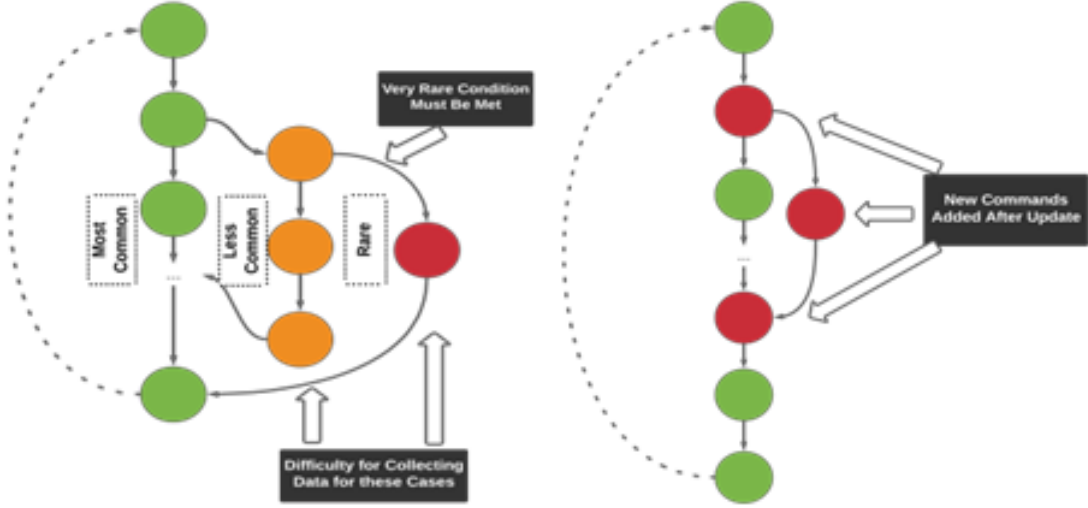 Very Rare Condition
Must Be Met
Most
Common
Less
Common
Rare
...
Difficulty for Collecting
Data for these Cases
New Commands
Added After Update
...